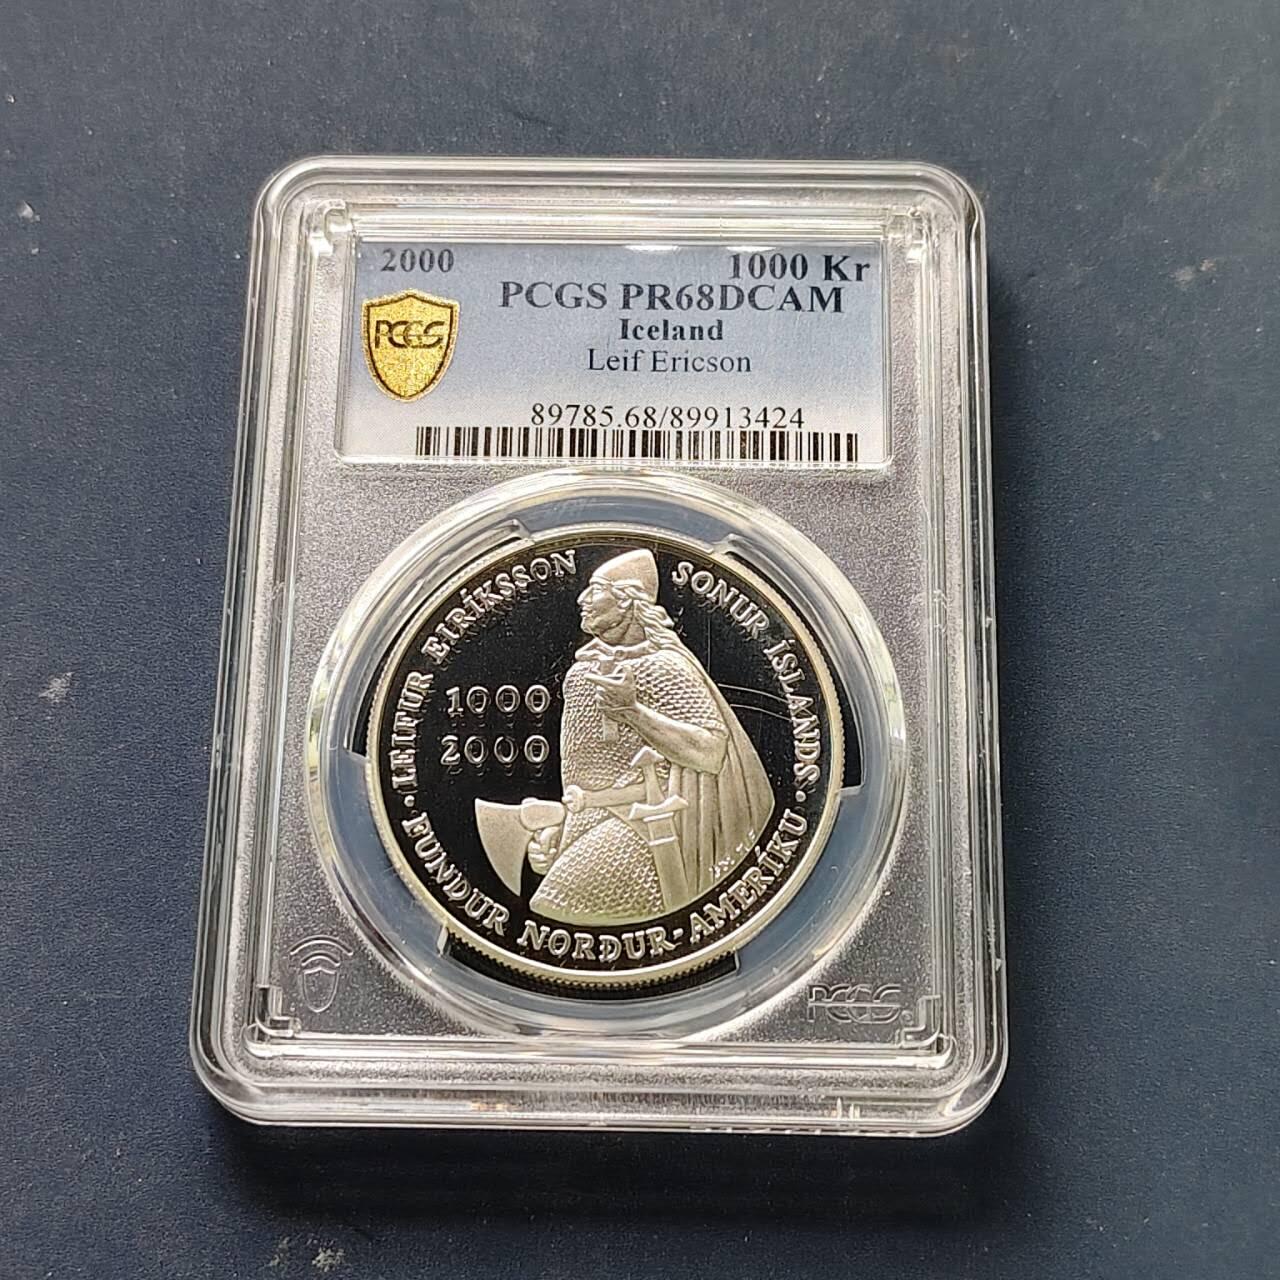 2000 1000 Kr
PCGS PR68DCAM
Iceland
Leif Ericson
PCGS
89785.68/89913424
· LEIFUR EIRÍKSSON SONUR ÍSLANDS ·
1000
2000
FUNDUR NORÐUR-AMERÍKU
PCGS